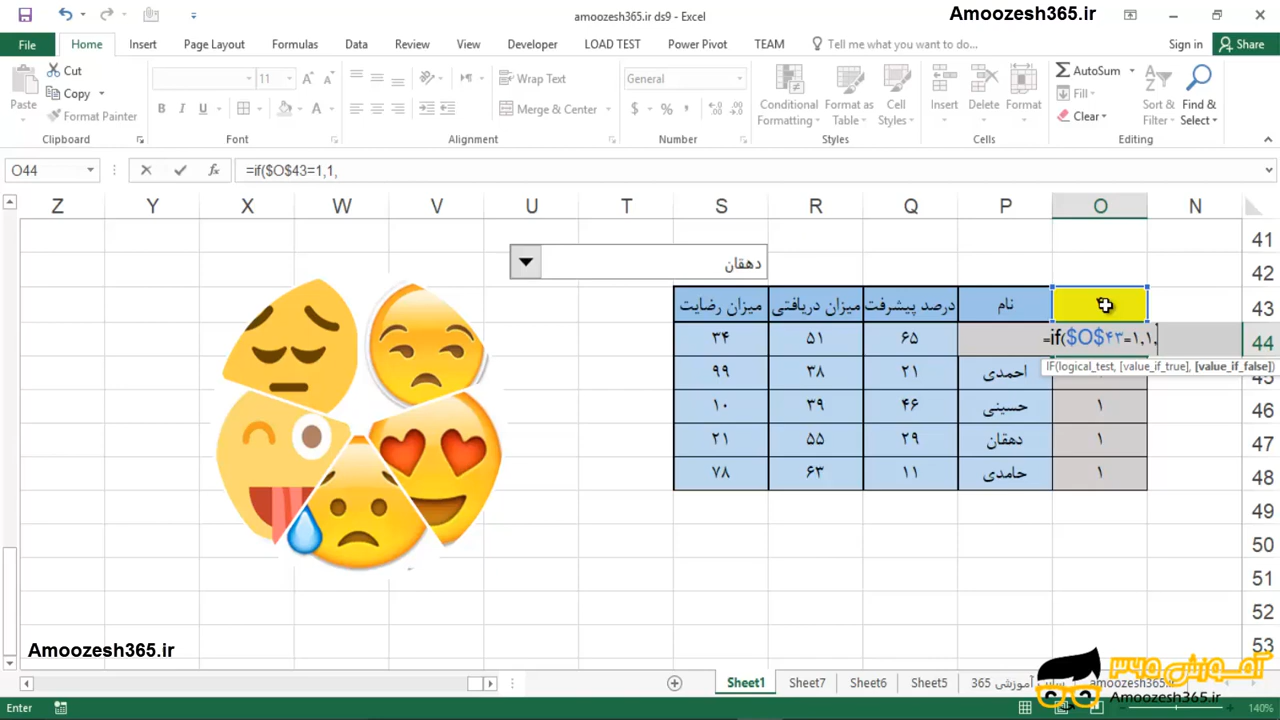 amoozesh365.ir ds9 - Excel
Amoozesh365.ir
File Home Insert Page Layout Formulas Data Review View Developer LOAD TEST Power Pivot TEAM Tell me what you want to do... Sign in Share
Paste Cut Copy Format Painter
11
Wrap Text
Merge & Center
General
Conditional Formatting Format as Table Cell Styles
Insert Delete Format
AutoSum Fill Clear
Sort & Filter Find & Select
Clipboard Font Alignment Number Styles Cells Editing
O44 =if($O$43=1,1,
Z Y X W V U T S R Q P O N
41
42
دهقان
نام درصد پیشرفت میزان دریافتی میزان رضایت
43
=if($O$۴۳=۱,۱, ۶۵ ۵۱ ۳۴
44
IF(logical_test, [value_if_true], [value_if_false])
احمدی ۲۱ ۳۸ ۹۹
۱ حسینی ۴۶ ۳۹ ۱۰
46
۱ دهقان ۲۹ ۵۵ ۲۱
47
۱ حامدی ۱۱ ۶۳ ۷۸
48
49
50
51
52
53
Amoozesh365.ir
آموزش ۳۶۵
Amoozesh365.ir
Sheet1 Sheet7 Sheet6 Sheet5 365 آموزشی
Enter
140%